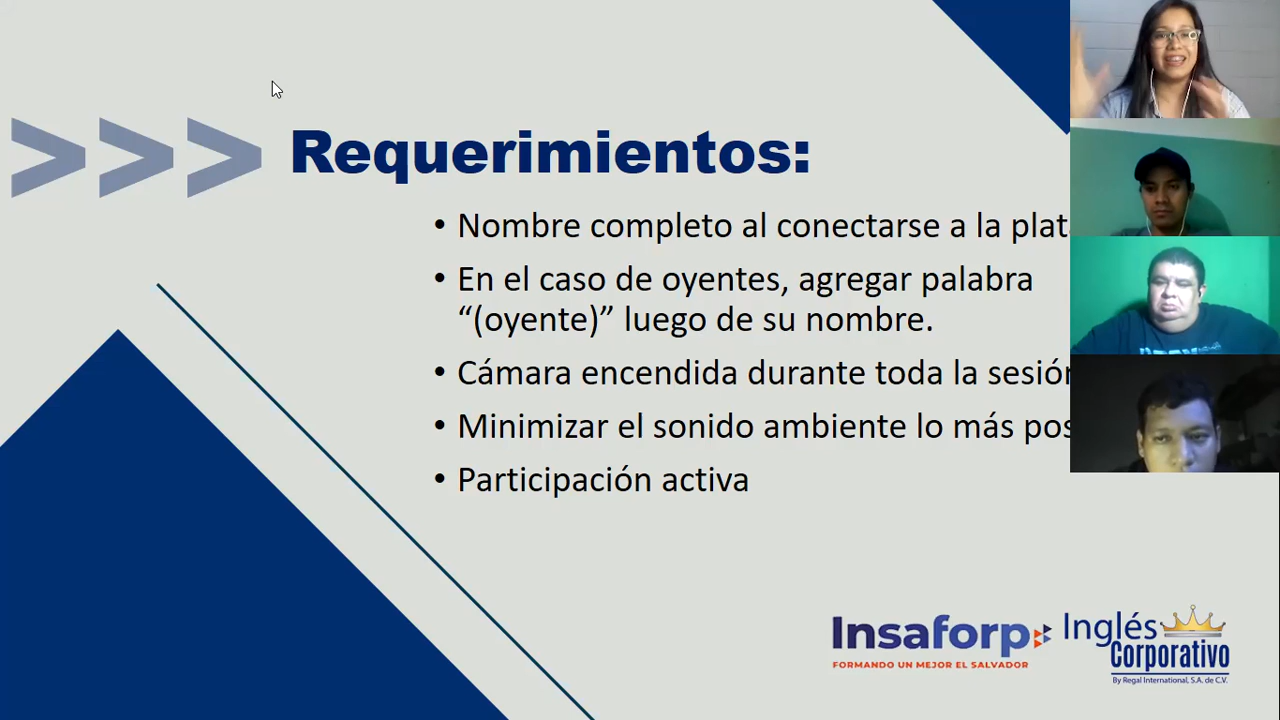 >>> Requerimientos:
• Nombre completo al conectarse a la plat
• En el caso de oyentes, agregar palabra
“(oyente)” luego de su nombre.
• Cámara encendida durante toda la sesión
• Minimizar el sonido ambiente lo más pos
• Participación activa
Insaforp
FORMANDO UN MEJOR EL SALVADOR
Inglés
Corporativo
By Regal International, S.A. de C.V.